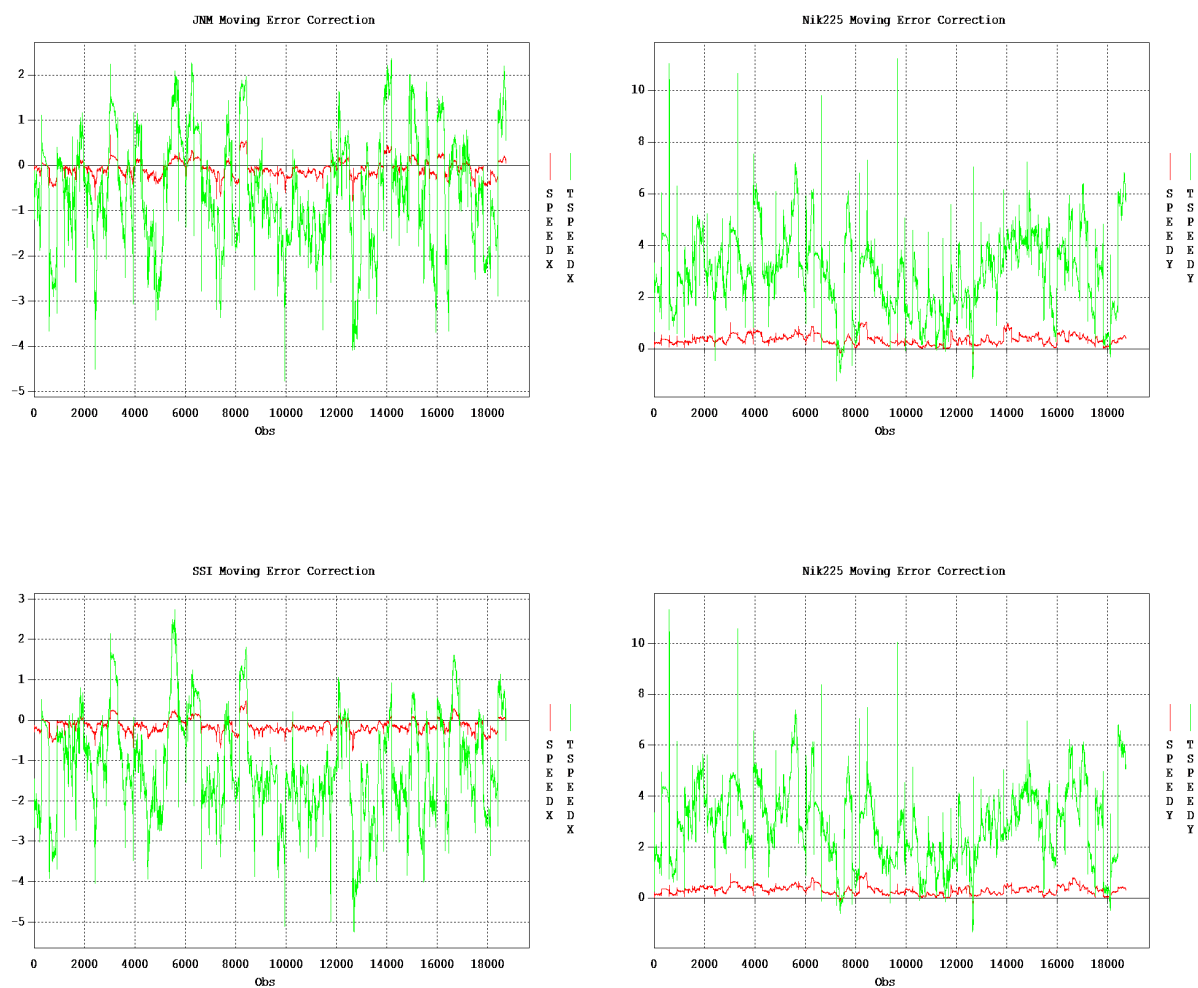 JNM Moving Error Correction
2
1
0
-1
-2
-3
-4
-5
0 2000 4000 6000 8000 10000 12000 14000 16000 18000
Obs
SPEEDX TSPEEDX
Nik225 Moving Error Correction
10
8
6
4
2
0
0 2000 4000 6000 8000 10000 12000 14000 16000 18000
Obs
SPEEDY TSPEEDY
SSI Moving Error Correction
3
2
1
0
-1
-2
-3
-4
-5
0 2000 4000 6000 8000 10000 12000 14000 16000 18000
Obs
SPEEDX TSPEEDX
Nik225 Moving Error Correction
10
8
6
4
2
0
0 2000 4000 6000 8000 10000 12000 14000 16000 18000
Obs
SPEEDY TSPEEDY